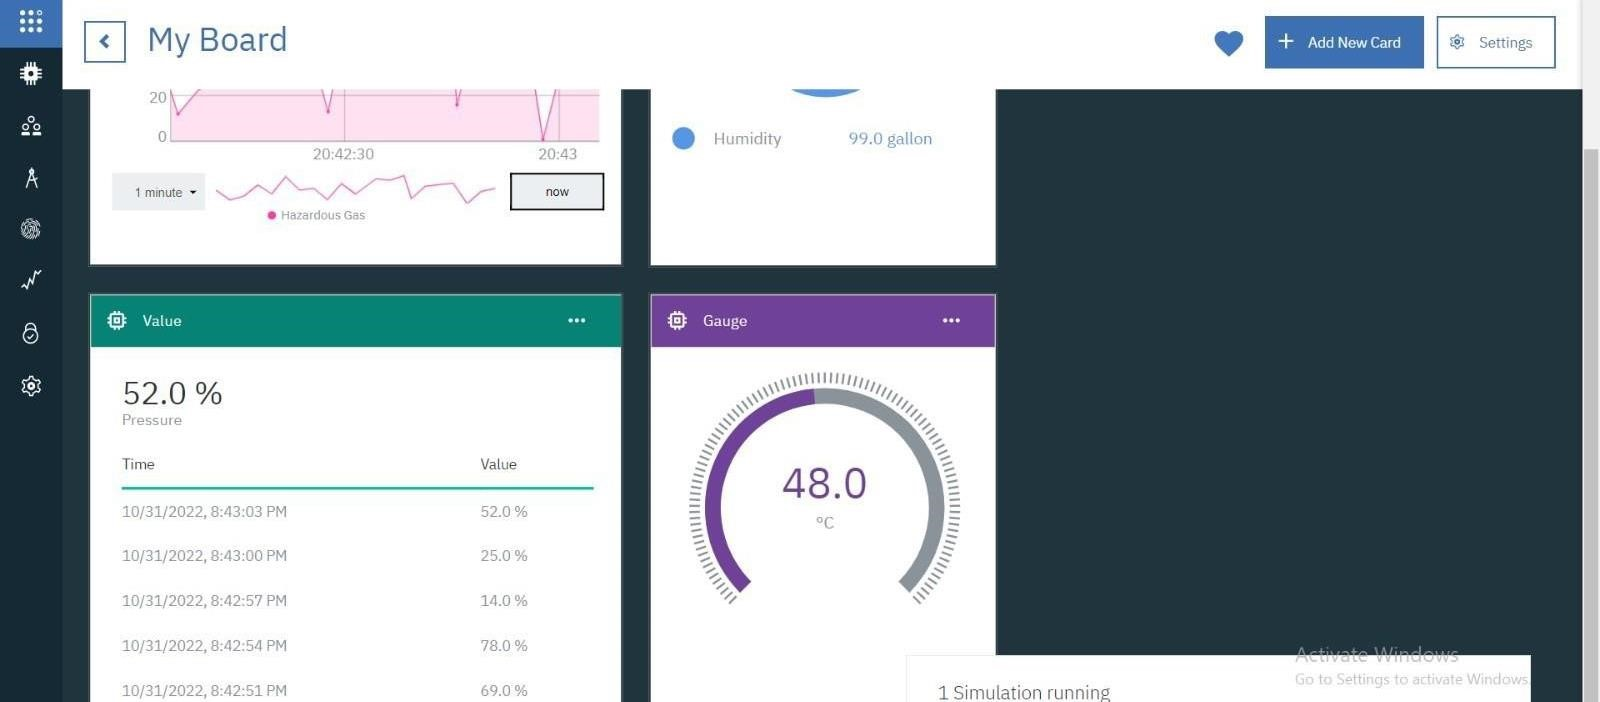 My Board
Add New Card
Settings
20
0
20:42:30 20:43
1 minute
now
Hazardous Gas
Humidity 99.0 gallon
Value
Gauge
52.0 %
Pressure
Time Value
10/31/2022, 8:43:03 PM 52.0 %
10/31/2022, 8:43:00 PM 25.0 %
10/31/2022, 8:42:57 PM 14.0 %
10/31/2022, 8:42:54 PM 78.0 %
10/31/2022, 8:42:51 PM 69.0 %
48.0
°C
Activate Windows
Go to Settings to activate Windows.
1 Simulation running